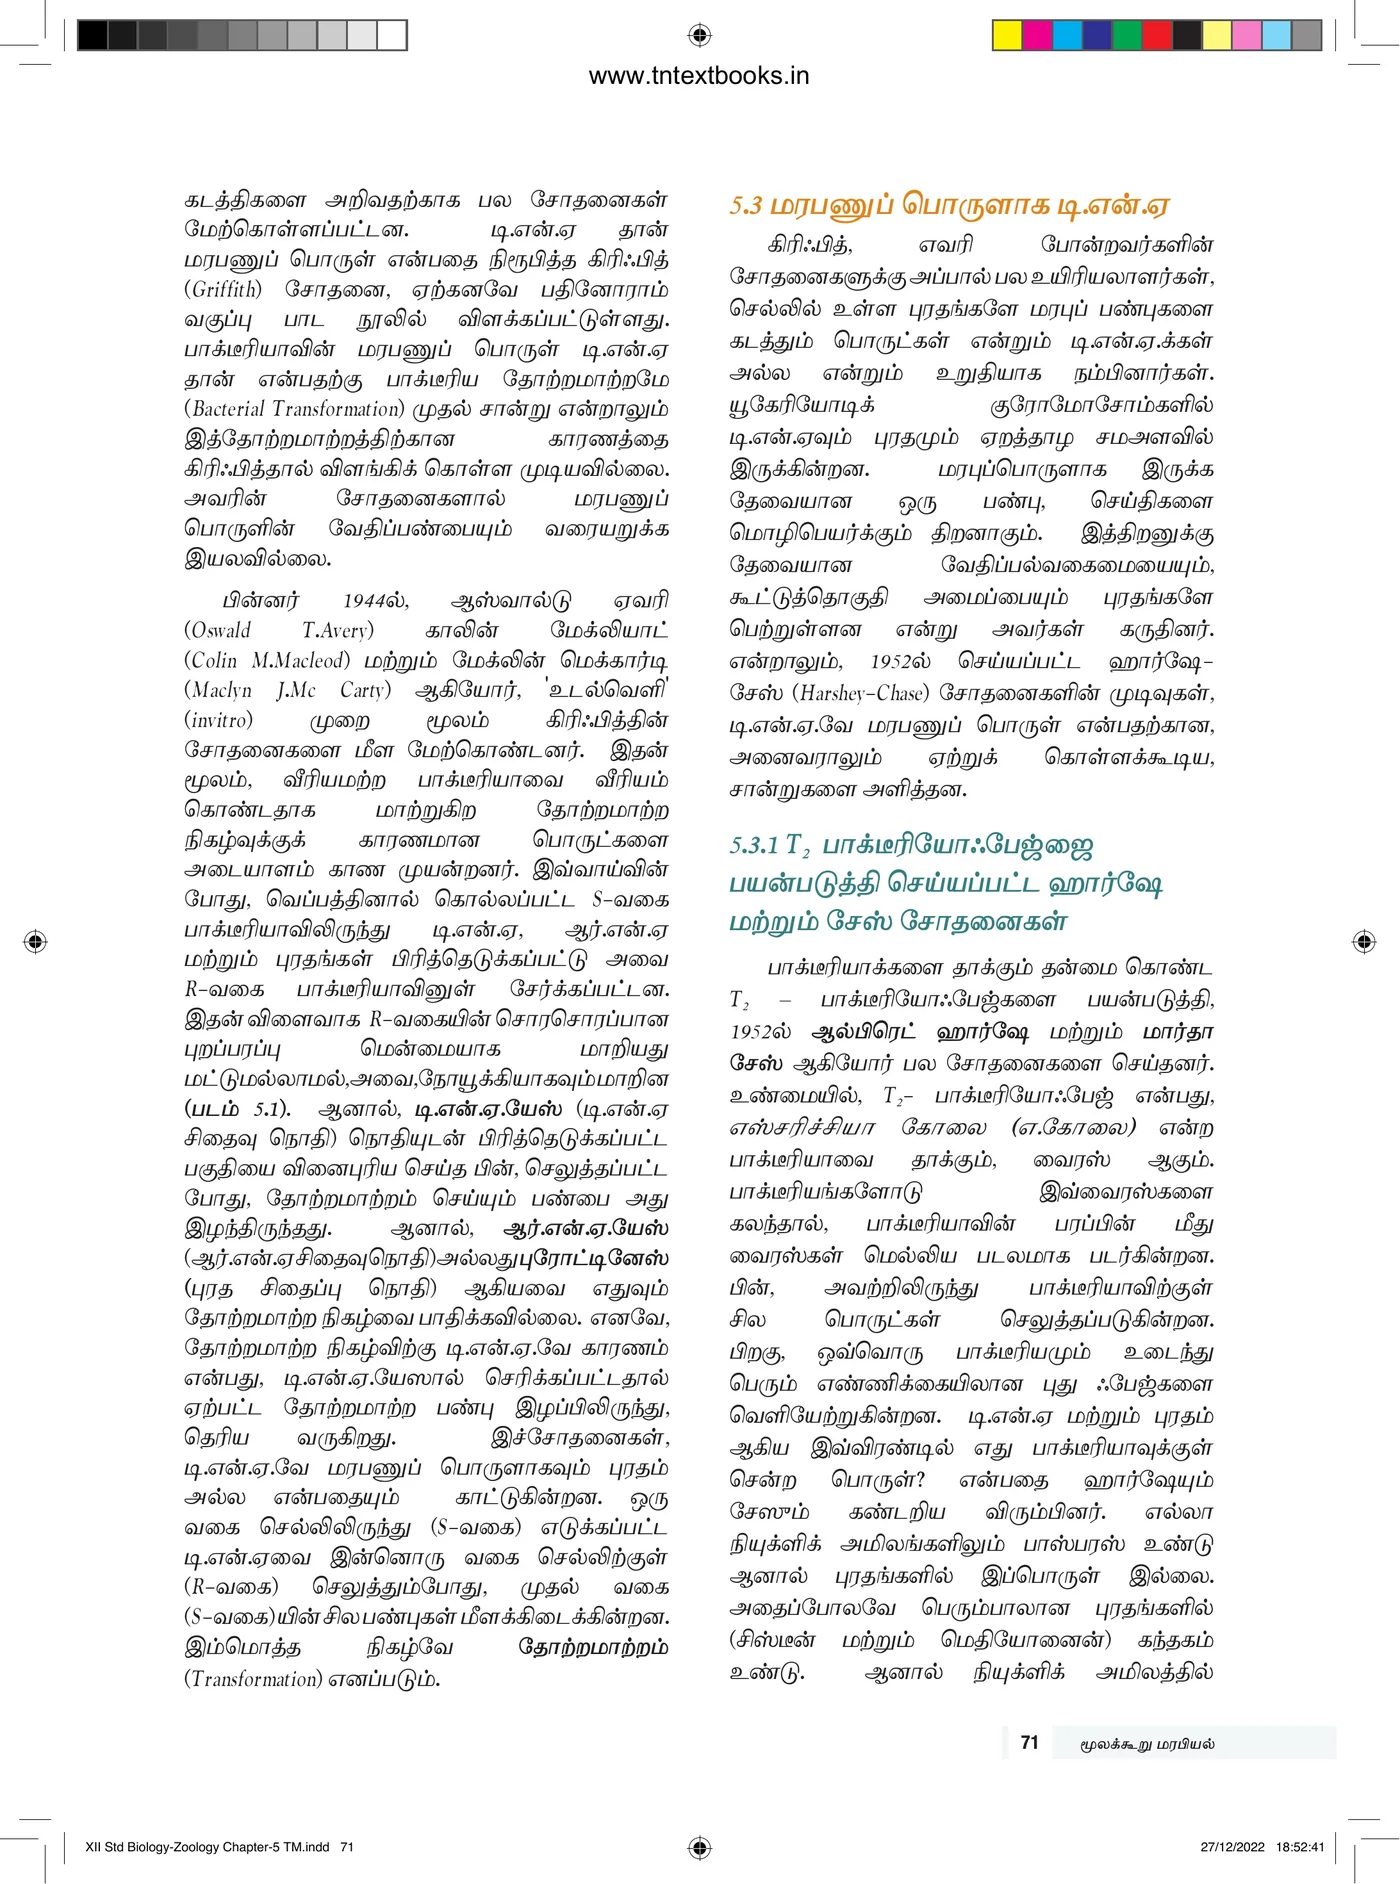 www.tntextbooks.in
கடத்திகளை அறிவதற்காக பல சோதனைகள்
மேற்கொள்ளப்பட்டன. டி.என்.ஏ தான்
மரபணுப் பொருள் என்பதை நிரூபித்த கிரிஃபித்
(Griffith) சோதனை, ஏற்கனவே பதினோராம்
வகுப்பு பாட நூலில் விளக்கப்பட்டுள்ளது.
பாக்டீரியாவின் மரபணுப் பொருள் டி.என்.ஏ
தான் என்பதற்கு பாக்டீரிய தோற்றமாற்றமே
(Bacterial Transformation) முதல் சான்று என்றாலும்
இத்தோற்றமாற்றத்திற்கான காரணத்தை
கிரிஃபித்தால் விளங்கிக் கொள்ள முடியவில்லை.
அவரின் சோதனைகளால் மரபணுப்
பொருளின் வேதிப்பண்பையும் வரையறுக்க
இயலவில்லை.
பின்னர் 1944ல், ஆஸ்வால்டு ஏவரி
(Oswald T.Avery) காலின் மேக்லியாட்
(Colin M.Macleod) மற்றும் மேக்லின் மெக்கார்டி
(Maclyn J.Mc Carty) ஆகியோர், 'உடல்வெளி'
(invitro) முறை மூலம் கிரிஃபித்தின்
சோதனைகளை மீள மேற்கொண்டனர். இதன்
மூலம், வீரியமற்ற பாக்டீரியாவை வீரியம்
கொண்டதாக மாற்றுகிற தோற்றமாற்ற
நிகழ்வுக்குக் காரணமான பொருட்களை
அடையாளம் காண முயன்றனர். இவ்வாய்வின்
போது, வெப்பத்தினால் கொல்லப்பட்ட S-வகை
பாக்டீரியாவிலிருந்து டி.என்.ஏ, ஆர்.என்.ஏ
மற்றும் புரதங்கள் பிரித்தெடுக்கப்பட்டு அவை
R-வகை பாக்டீரியாவினுள் சேர்க்கப்பட்டன.
இதன் விளைவாக R-வகையின் சொரசொரப்பான
புறப்பரப்பு மென்மையாக மாறியது
மட்டுமல்லாமல்,அவை,நோயூக்கியாகவும் மாறின
(படம் 5.1). ஆனால், டி.என்.ஏ.யேஸ் (டி.என்.ஏ
சிதைவு நொதி) நொதியுடன் பிரித்தெடுக்கப்பட்ட
பகுதியை வினைபுரிய செய்த பின், செலுத்தப்பட்ட
போது, தோற்றமாற்றம் செய்யும் பண்பை அது
இழந்திருந்தது. ஆனால், ஆர்.என்.ஏ.யேஸ்
(ஆர்.என்.ஏ சிதைவு நொதி) அல்லது புரோட்டினேஸ்
(புரத சிதைப்பு நொதி) ஆகியவை எதுவும்
தோற்றமாற்ற நிகழ்வை பாதிக்கவில்லை. எனவே,
தோற்றமாற்ற நிகழ்விற்கு டி.என்.ஏ.வே காரணம்
என்பது, டி.என்.ஏ.யேஸால் செரிக்கப்பட்டதால்
ஏற்பட்ட தோற்றமாற்ற பண்பு இழப்பிலிருந்து,
தெரிய வருகிறது. இச்சோதனைகள்,
டி.என்.ஏ.வே மரபணுப் பொருளாகவும் புரதம்
அல்ல என்பதையும் காட்டுகின்றன. ஒரு
வகை செல்லிலிருந்து (S-வகை) எடுக்கப்பட்ட
டி.என்.ஏவை இன்னொரு வகை செல்லிற்குள்
(R-வகை) செலுத்தும்போது, முதல் வகை
(S-வகை)யின் சில பண்புகள் மீளக்கிடைக்கின்றன.
இம்மொத்த நிகழ்வே தோற்றமாற்றம்
(Transformation) எனப்படும்.
5.3 மரபணுப் பொருளாக டி.என்.ஏ
கிரிஃபித், எவரி போன்றவர்களின்
சோதனைகளுக்கு அப்பால் பல உயிரியலாளர்கள்,
செல்லில் உள்ள புரதங்களே மரபுப் பண்புகளை
கடத்தும் பொருட்கள் என்றும் டி.என்.ஏ.க்கள்
அல்ல என்றும் உறுதியாக நம்பினார்கள்.
யூகேரியோடிக் குரோமோசோம்களில்
டி.என்.ஏவும் புரதமும் ஏறத்தாழ சமஅளவில்
இருக்கின்றன. மரபுப்பொருளாக இருக்க
தேவையான ஒரு பண்பு, செய்திகளை
மொழிபெயர்க்கும் திறனாகும். இத்திறனுக்கு
தேவையான வேதிப்பல்வகைமையையும்,
கூட்டுத்தொகுதி அமைப்பையும் புரதங்களே
பெற்றுள்ளன என்று அவர்கள் கருதினர்.
என்றாலும், 1952ல் செய்யப்பட்ட ஹார்ஷே-
சேஸ் (Harshey-Chase) சோதனைகளின் முடிவுகள்,
டி.என்.ஏ.வே மரபணுப் பொருள் என்பதற்கான,
அனைவராலும் ஏற்றுக் கொள்ளக்கூடிய,
சான்றுகளை அளித்தன.
5.3.1 T₂ பாக்டீரியோஃபேஜ்ஜை
பயன்படுத்தி செய்யப்பட்ட ஹார்ஷே
மற்றும் சேஸ் சோதனைகள்
பாக்டீரியாக்களை தாக்கும் தன்மை கொண்ட
T₂ – பாக்டீரியோஃபேஜ்களை பயன்படுத்தி,
1952ல் ஆல்பிரெட் ஹார்ஷே மற்றும் மார்தா
சேஸ் ஆகியோர் பல சோதனைகளை செய்தனர்.
உண்மையில், T₂- பாக்டீரியோஃபேஜ் என்பது,
எஸ்சரிச்சியா கோலை (எ.கோலை) என்ற
பாக்டீரியாவை தாக்கும், வைரஸ் ஆகும்.
பாக்டீரியங்களோடு இவ்வைரஸ்களை
கலந்தால், பாக்டீரியாவின் பரப்பின் மீது
வைரஸ்கள் மெல்லிய படலமாக படர்கின்றன.
பின், அவற்றிலிருந்து பாக்டீரியாவிற்குள்
சில பொருட்கள் செலுத்தப்படுகின்றன.
பிறகு, ஒவ்வொரு பாக்டீரியமும் உடைந்து
பெரும் எண்ணிக்கையிலான புது ஃபேஜ்களை
வெளியேற்றுகின்றன. டி.என்.ஏ மற்றும் புரதம்
ஆகிய இவ்விரண்டில் எது பாக்டீரியாவுக்குள்
சென்ற பொருள்? என்பதை ஹார்ஷேயும்
சேஸும் கண்டறிய விரும்பினர். எல்லா
நியுக்ளிக் அமிலங்களிலும் பாஸ்பரஸ் உண்டு
ஆனால் புரதங்களில் இப்பொருள் இல்லை.
அதைப்போலவே பெரும்பாலான புரதங்களில்
(சிஸ்டீன் மற்றும் மெதியோனைன்) கந்தகம்
உண்டு. ஆனால் நியுக்ளிக் அமிலத்தில்
71 மூலக்கூறு மரபியல்
XII Std Biology-Zoology Chapter-5 TM.indd 71
27/12/2022 18:52:41